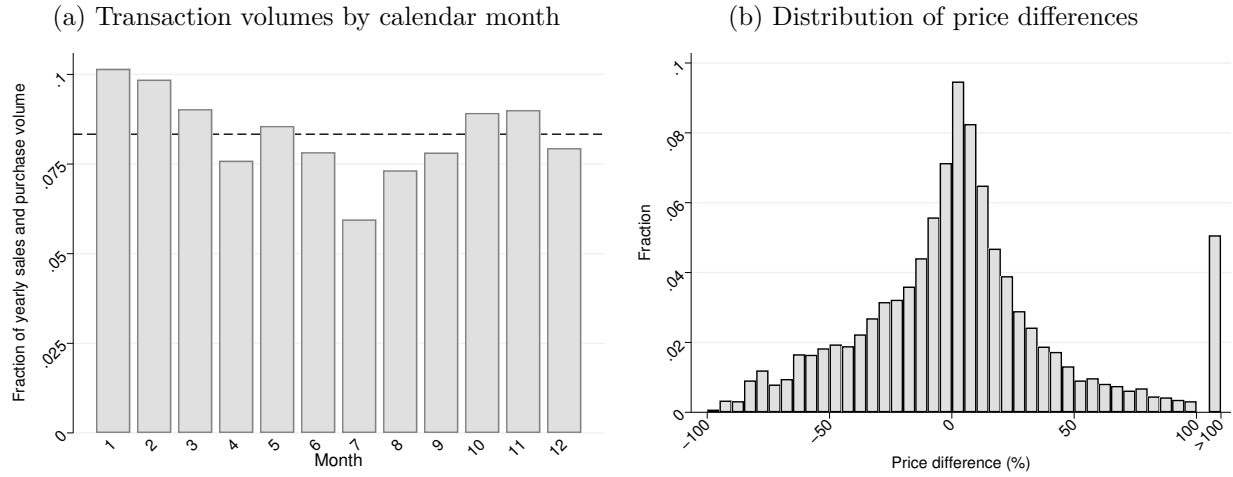 (a) Transaction volumes by calendar month
Fraction of yearly sales and purchase volume
.1
.075
.05
.025
0
1 2 3 4 5 6 7 8 9 10 11 12
Month
(b) Distribution of price differences
Fraction
.1
.08
.06
.04
.02
0
−100 −50 0 50 100 >100
Price difference (%)